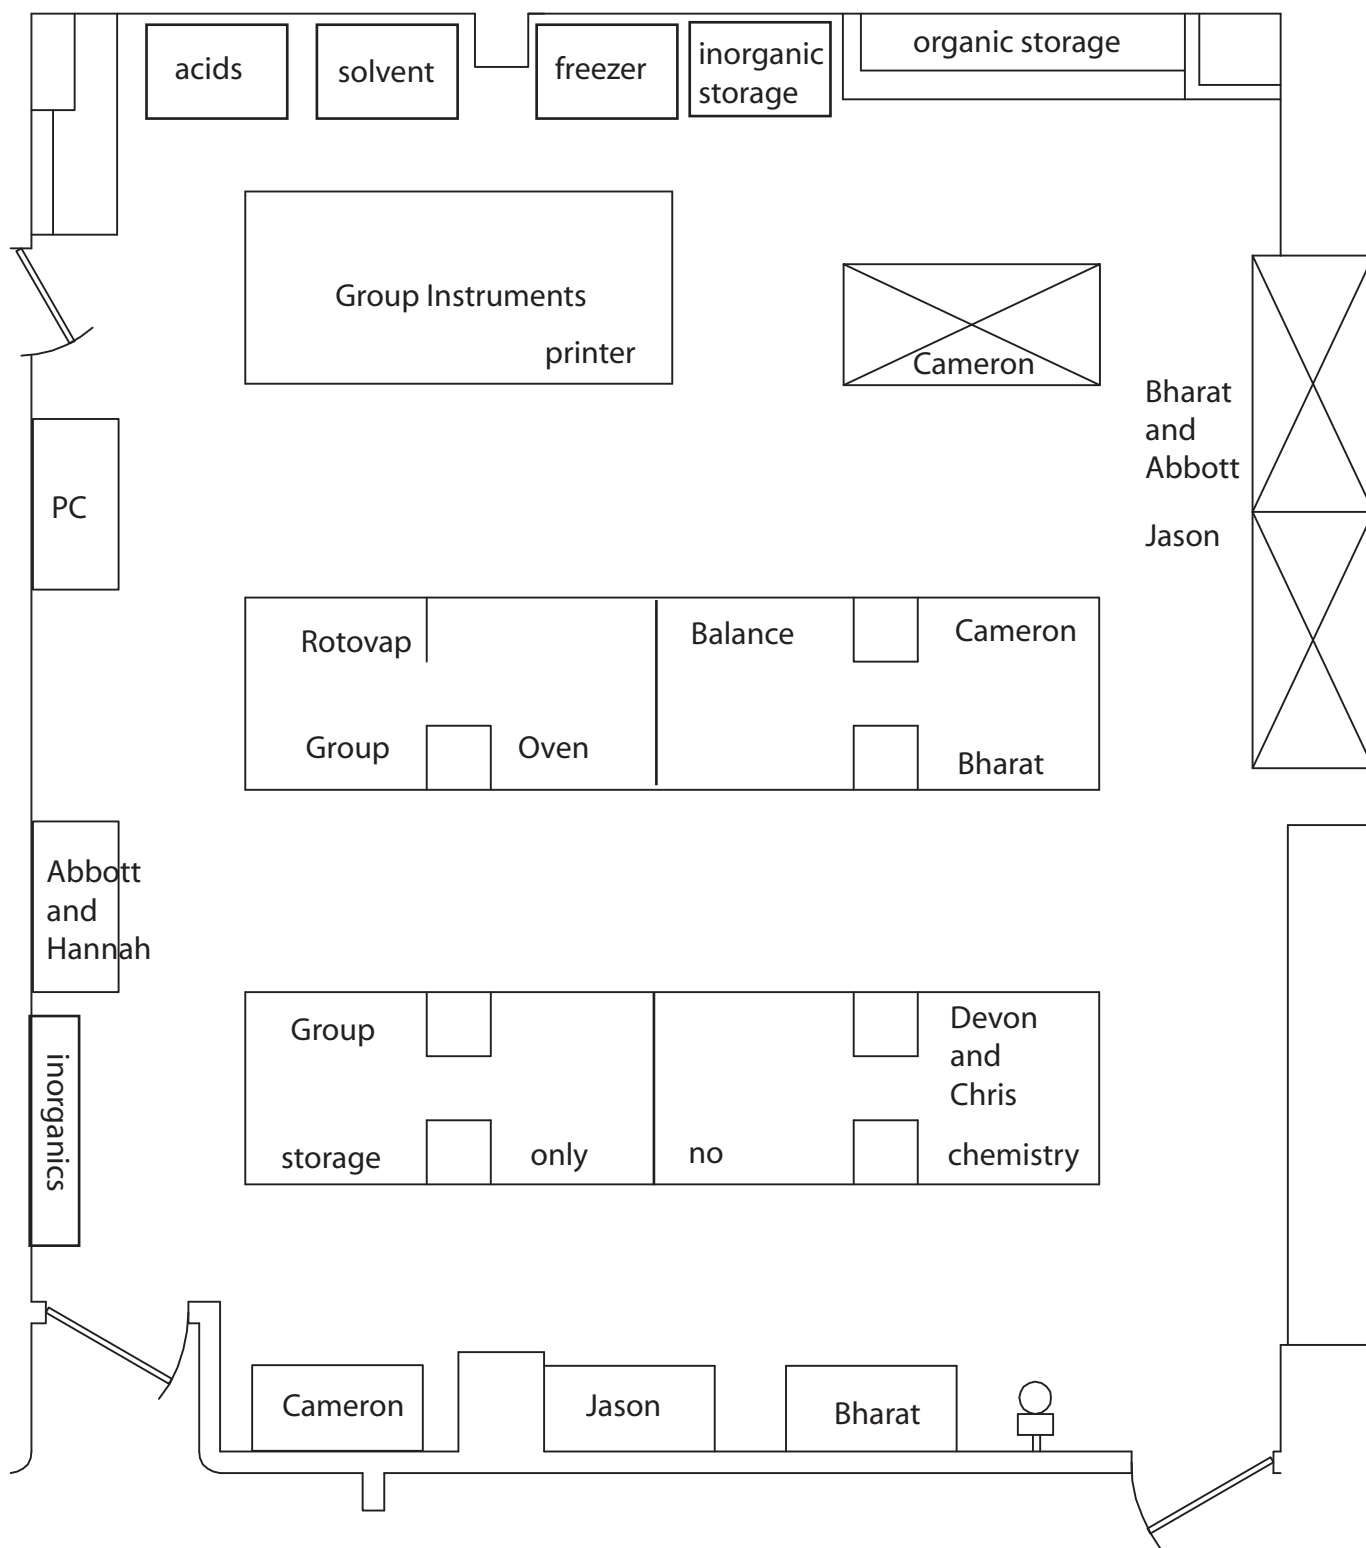 acids
solvent
freezer
inorganic
storage
organic storage
Group Instruments
printer
Cameron
Bharat
and
Abbott
Jason
PC
Rotovap
Balance
Cameron
Group
Oven
Bharat
Abbott
and
Hannah
Group
Devon
and
Chris
storage
only
no
chemistry
inorganics
Cameron
Jason
Bharat